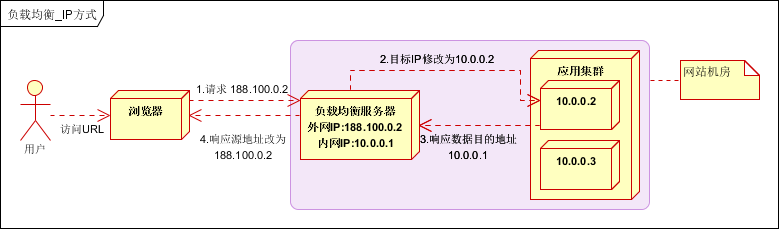 负载均衡_IP方式
2.目标IP修改为10.0.0.2
应用集群
网站机房
1.请求 188.100.0.2
浏览器
负载均衡服务器
外网IP:188.100.0.2
内网IP:10.0.0.1
10.0.0.2
访问URL
用户
4.响应源地址改为
188.100.0.2
3.响应数据目的地址
10.0.0.1
10.0.0.3